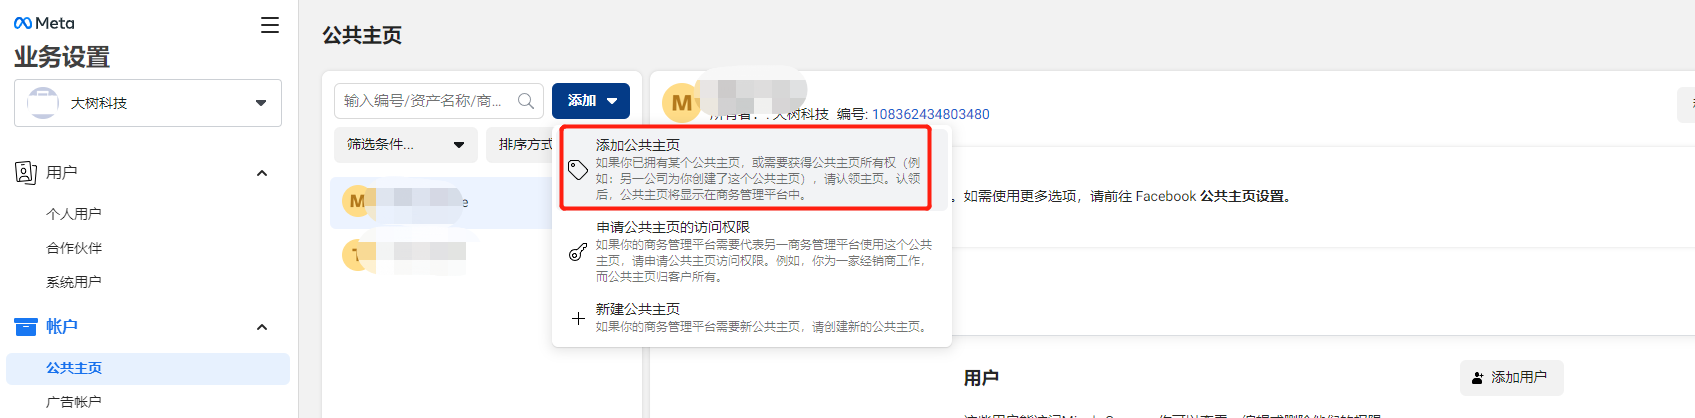 Meta
业务设置
大树科技
用户
个人用户
合作伙伴
系统用户
帐户
公共主页
广告帐户
公共主页
输入编号/资产名称/商...
添加
筛选条件...
排序方式
M
M
e
添加公共主页
如果你已拥有某个公共主页，或需要获得公共主页所有权（例
如：另一公司为你创建了这个公共主页），请认领主页。认领
后，公共主页将显示在商务管理平台中。
申请公共主页的访问权限
如果你的商务管理平台需要代表另一商务管理平台使用这个公共
主页，请申请公共主页访问权限。例如，你为一家经销商工作，
而公共主页归客户所有。
新建公共主页
如果你的商务管理平台需要新公共主页，请创建新的公共主页。
所有者：: 大树科技 编号: 108362434803480
。如需使用更多选项，请前往 Facebook 公共主页设置。
用户
添加用户